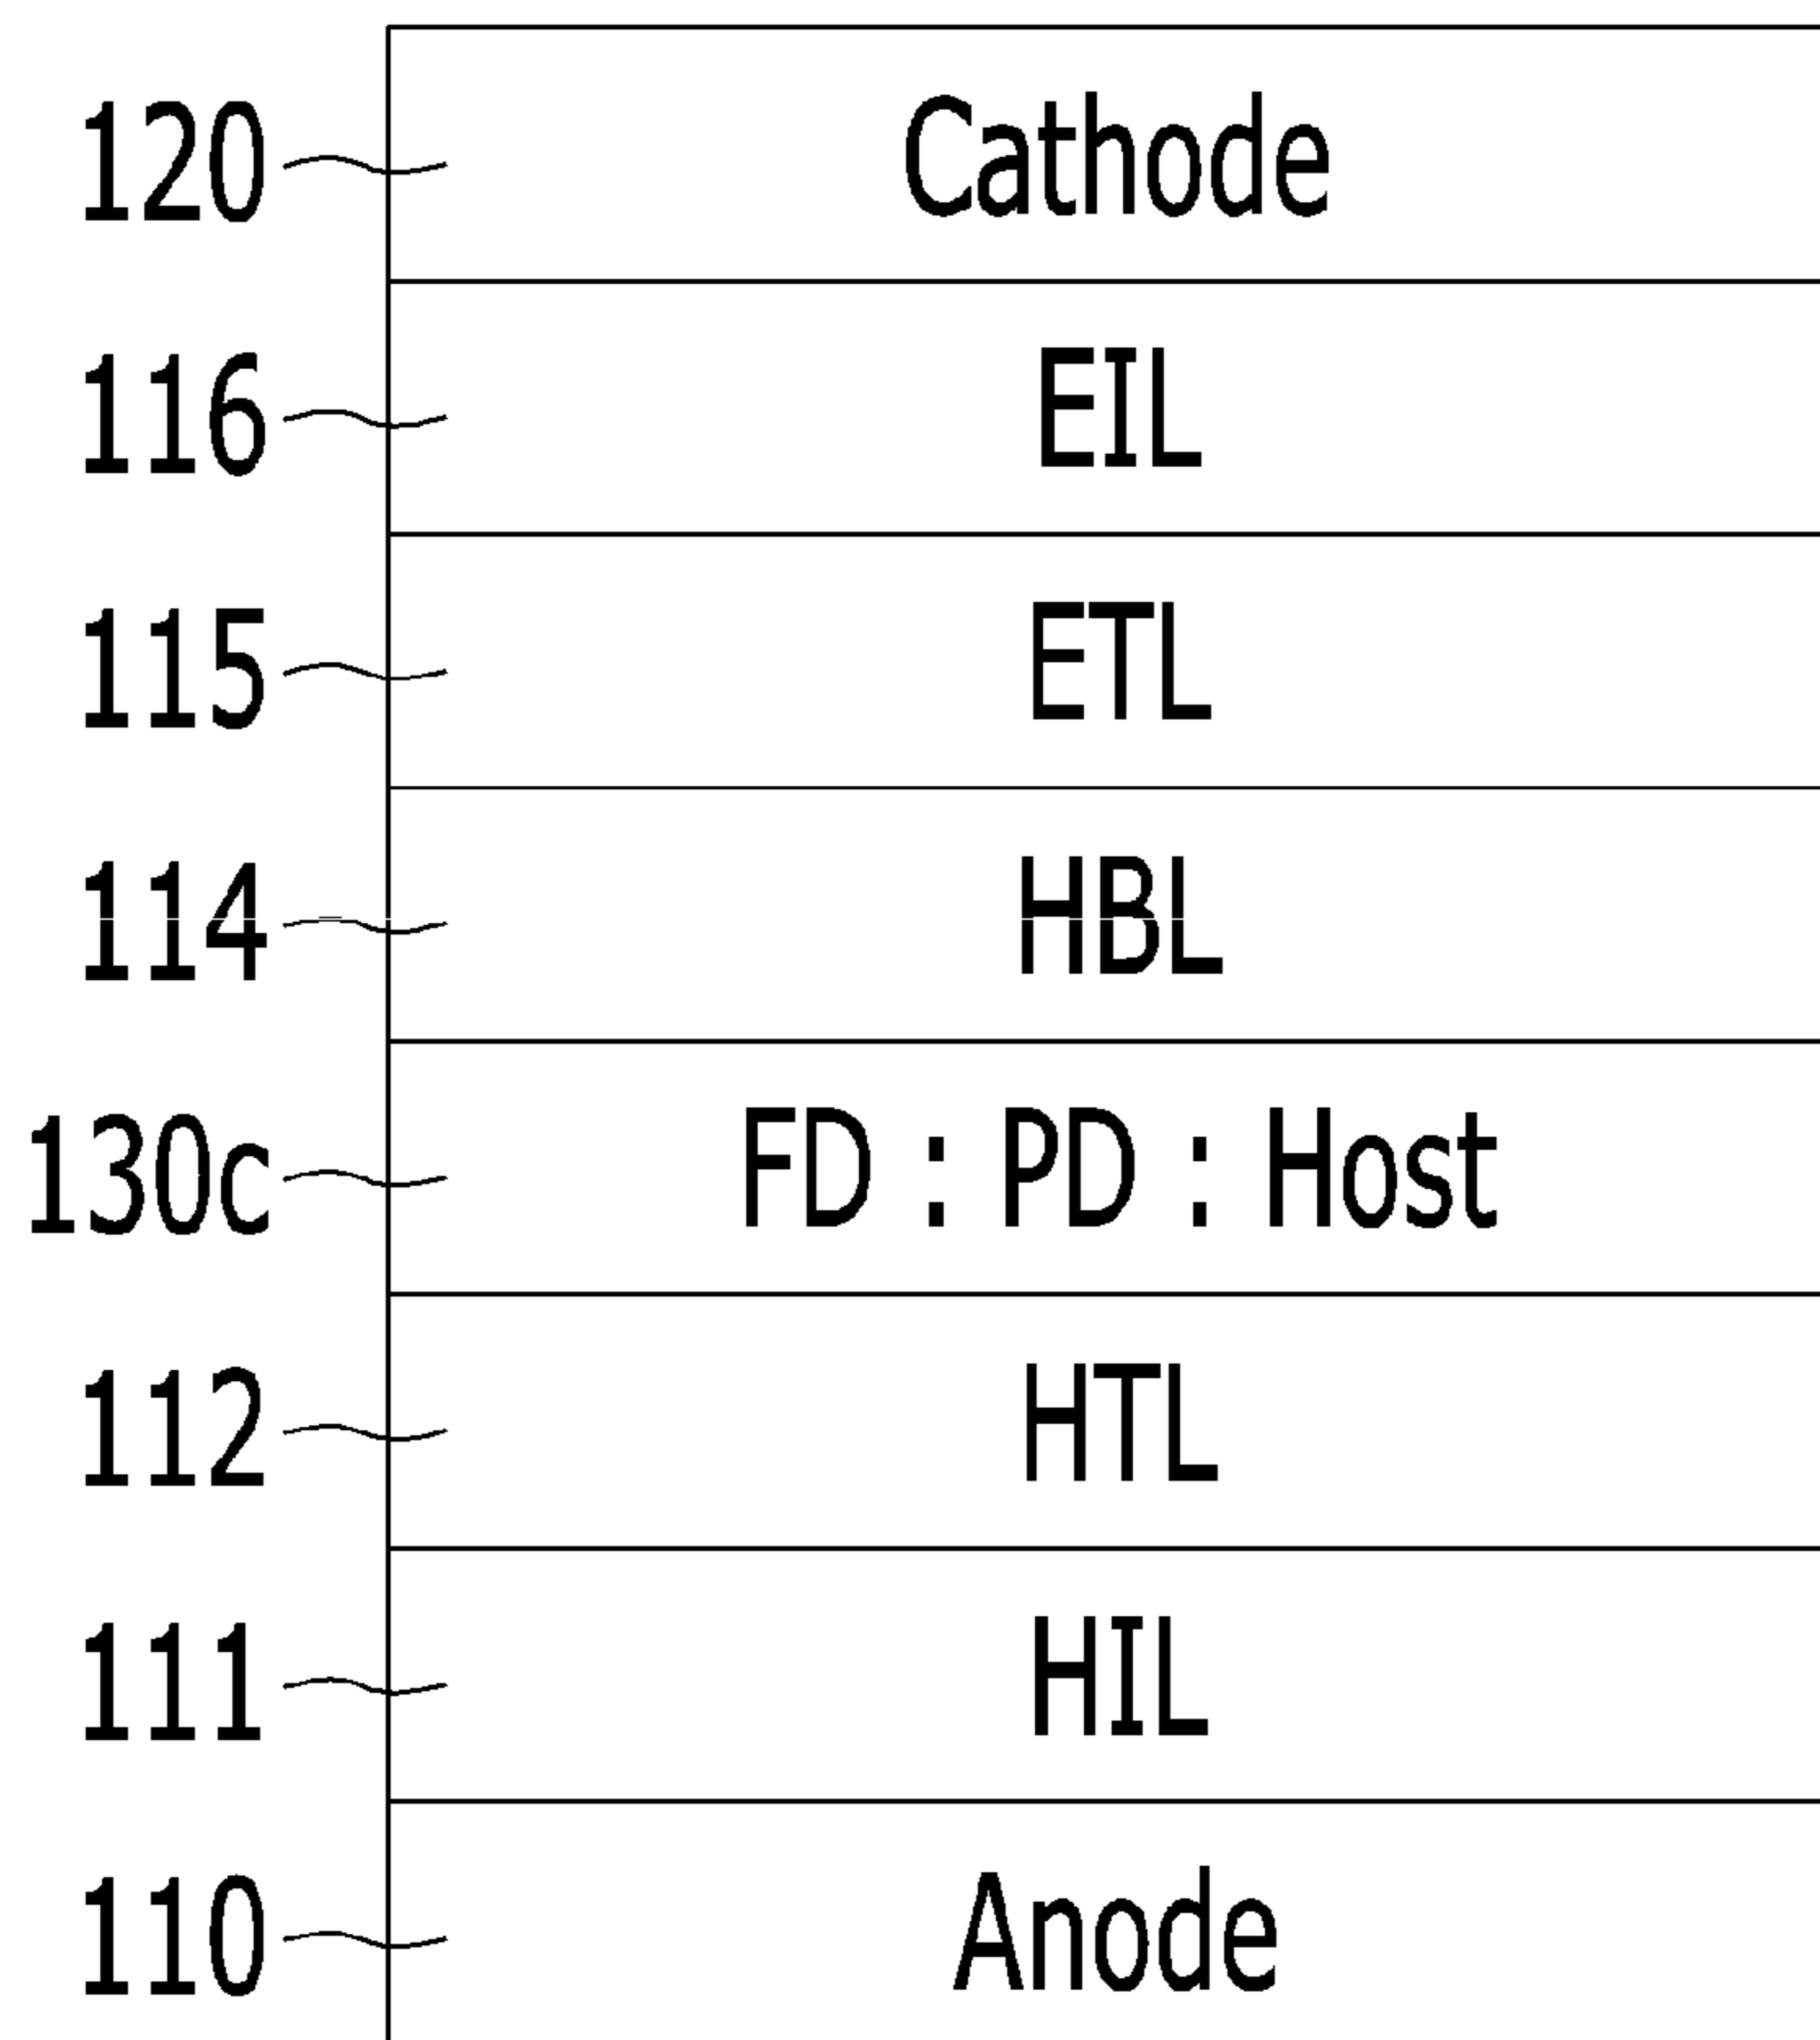 120 Cathode
116 EIL
115 ETL
114 HBL
130c FD : PD : Host
112 HTL
111 HIL
110 Anode